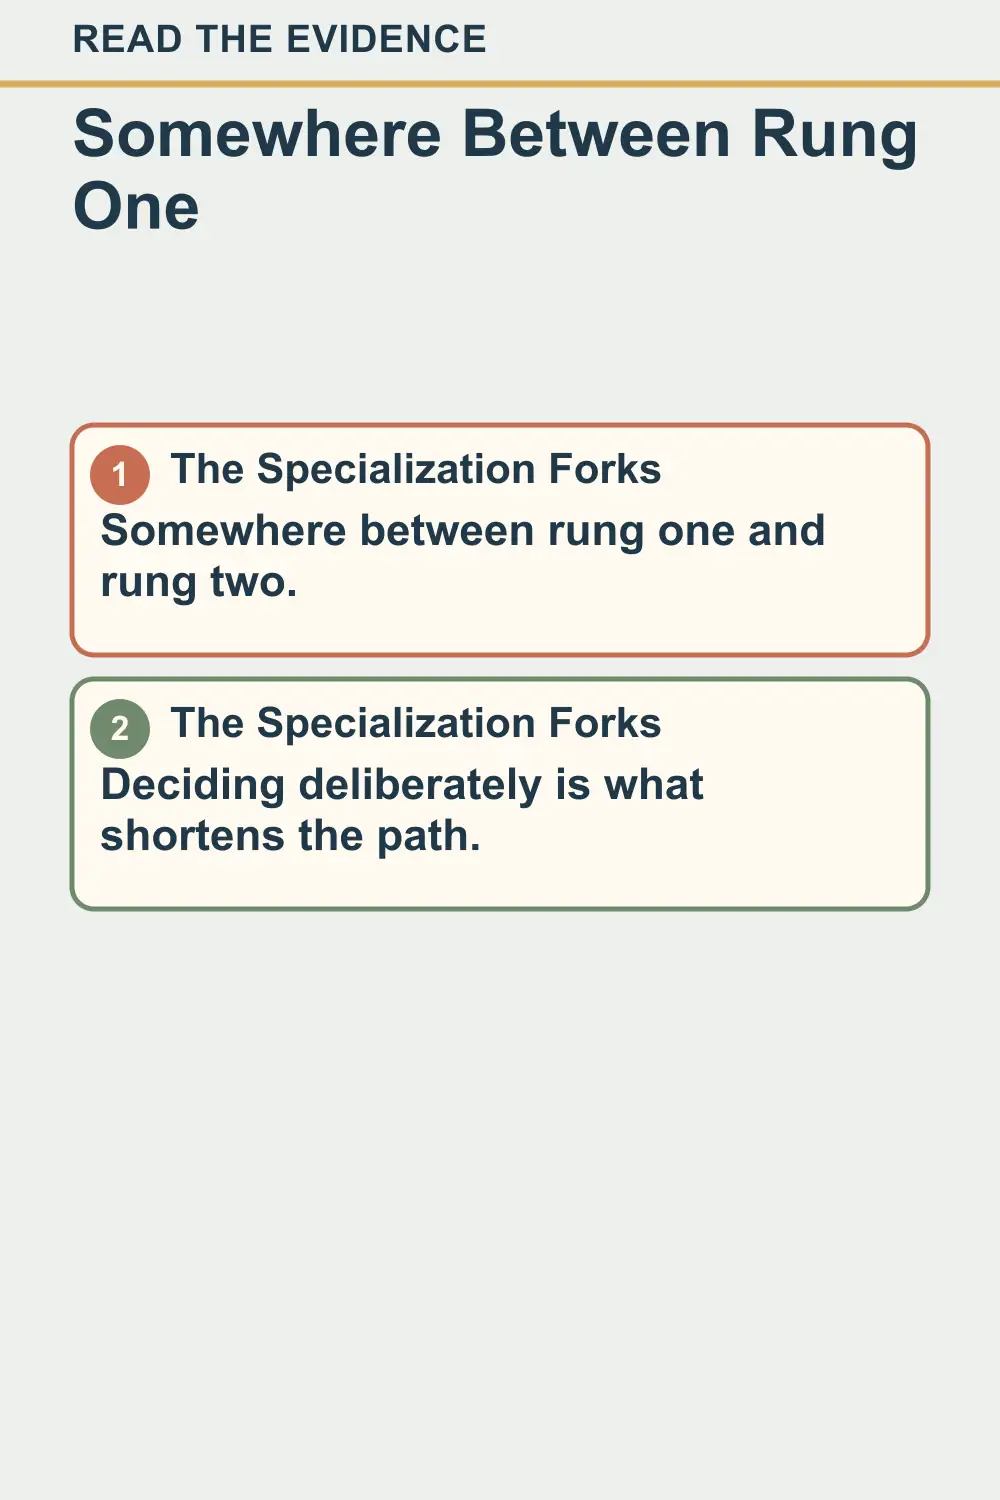 READ THE EVIDENCE
Somewhere Between Rung
One
1 The Specialization Forks
Somewhere between rung one and
rung two.
2 The Specialization Forks
Deciding deliberately is what
shortens the path.